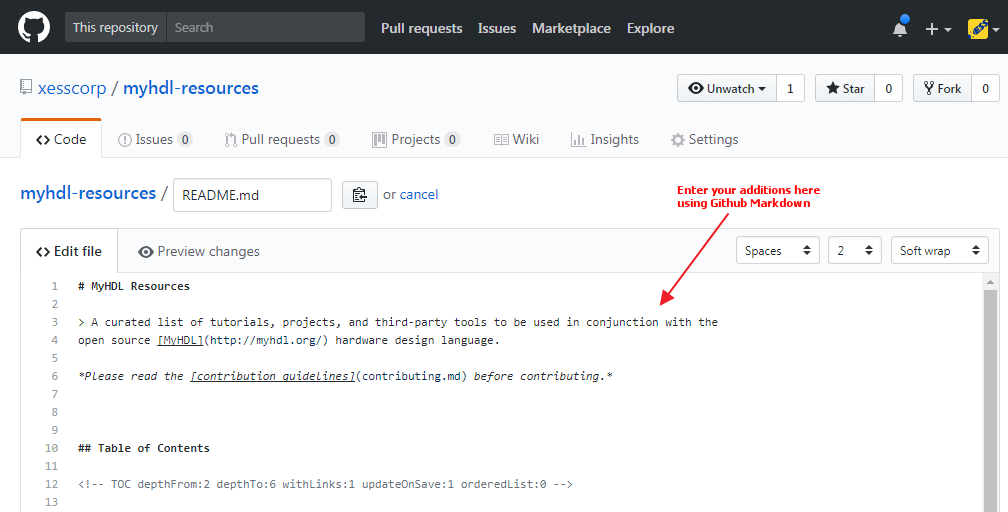 This repository Search Pull requests Issues Marketplace Explore
xesscorp / myhdl-resources Unwatch 1 Star 0 Fork 0
Code Issues 0 Pull requests 0 Projects 0 Wiki Insights Settings
myhdl-resources / README.md or cancel
Enter your additions here
using Github Markdown
Edit file Preview changes Spaces 2 Soft wrap
1 # MyHDL Resources
2
3 > A curated list of tutorials, projects, and third-party tools to be used in conjunction with the
4 open source [MyHDL](http://myhdl.org/) hardware design language.
5
6 *Please read the [contribution guidelines](contributing.md) before contributing.*
7
8
9
10 ## Table of Contents
11
12 <!-- TOC depthFrom:2 depthTo:6 withLinks:1 updateOnSave:1 orderedList:0 -->
13